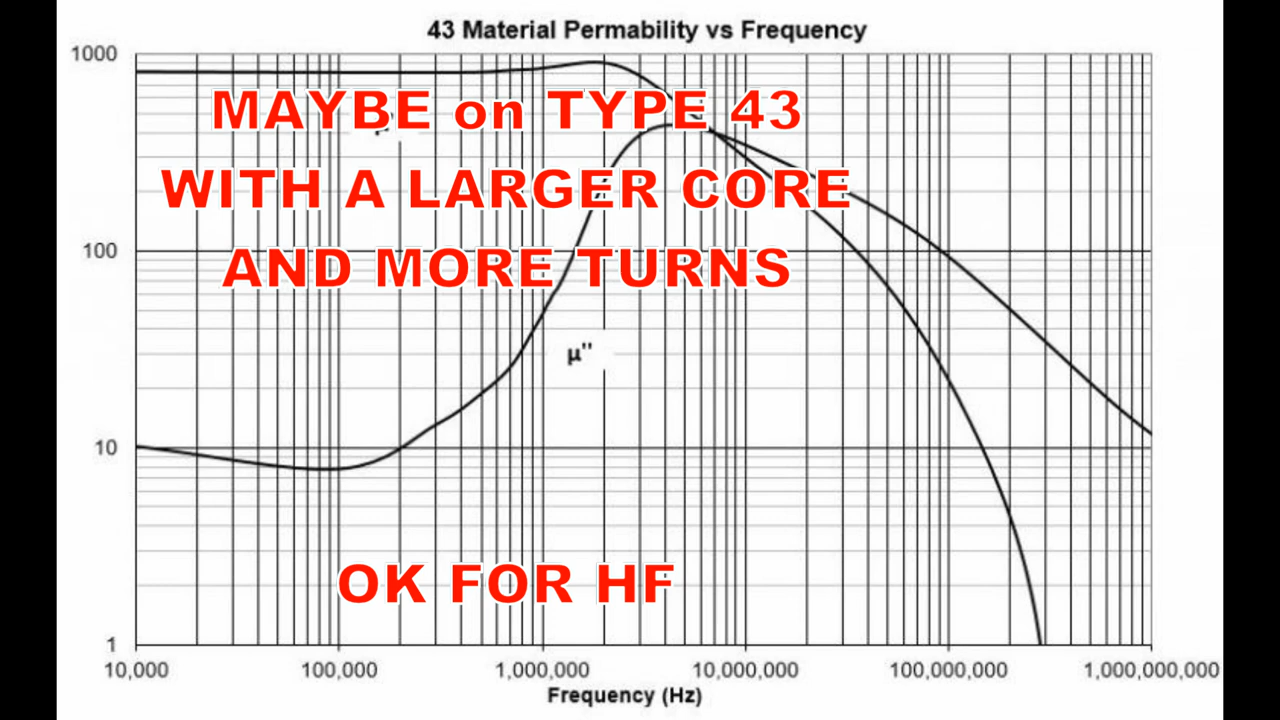 43 Material Permability vs Frequency
1000
MAYBE on TYPE 43
WITH A LARGER CORE
100
AND MORE TURNS
μ"
10
OK FOR HF
1
10,000 100,000 1,000,000 10,000,000 100,000,000 1,000,000,000
Frequency (Hz)